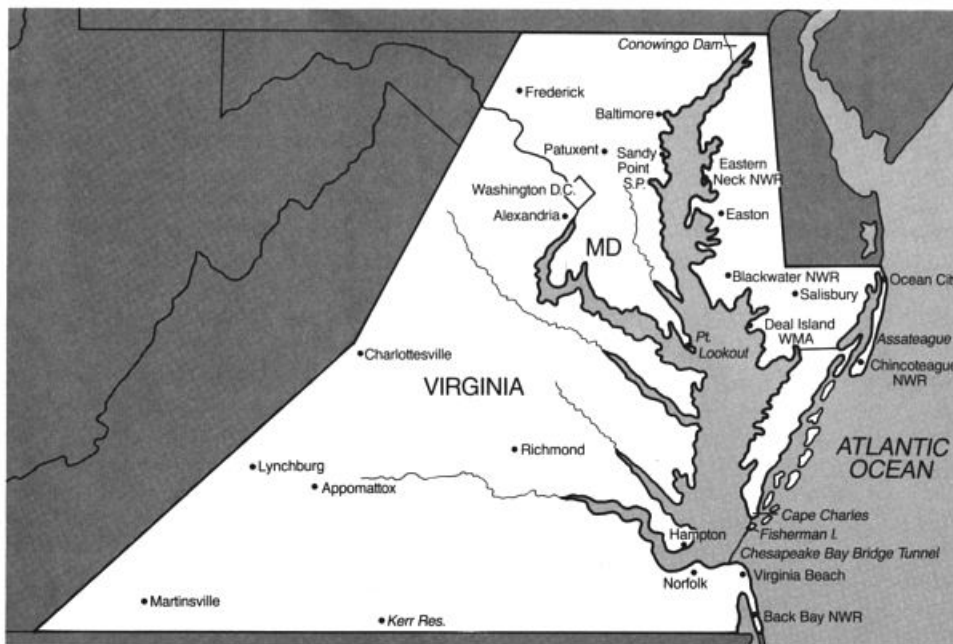 Conowingo Dam
Frederick
Baltimore
Patuxent
Sandy
Point
S.P.
Eastern
Neck NWR
Washington D.C.
Alexandria
Easton
MD
Blackwater NWR
Ocean City
Salisbury
Deal Island
WMA
Assateague
Pt.
Lookout
Charlottesville
Chincoteague
NWR
VIRGINIA
ATLANTIC
OCEAN
Richmond
Lynchburg
Appomattox
Cape Charles
Fisherman I.
Hampton
Chesapeake Bay Bridge Tunnel
Norfolk
Virginia Beach
Martinsville
Kerr Res.
Back Bay NWR